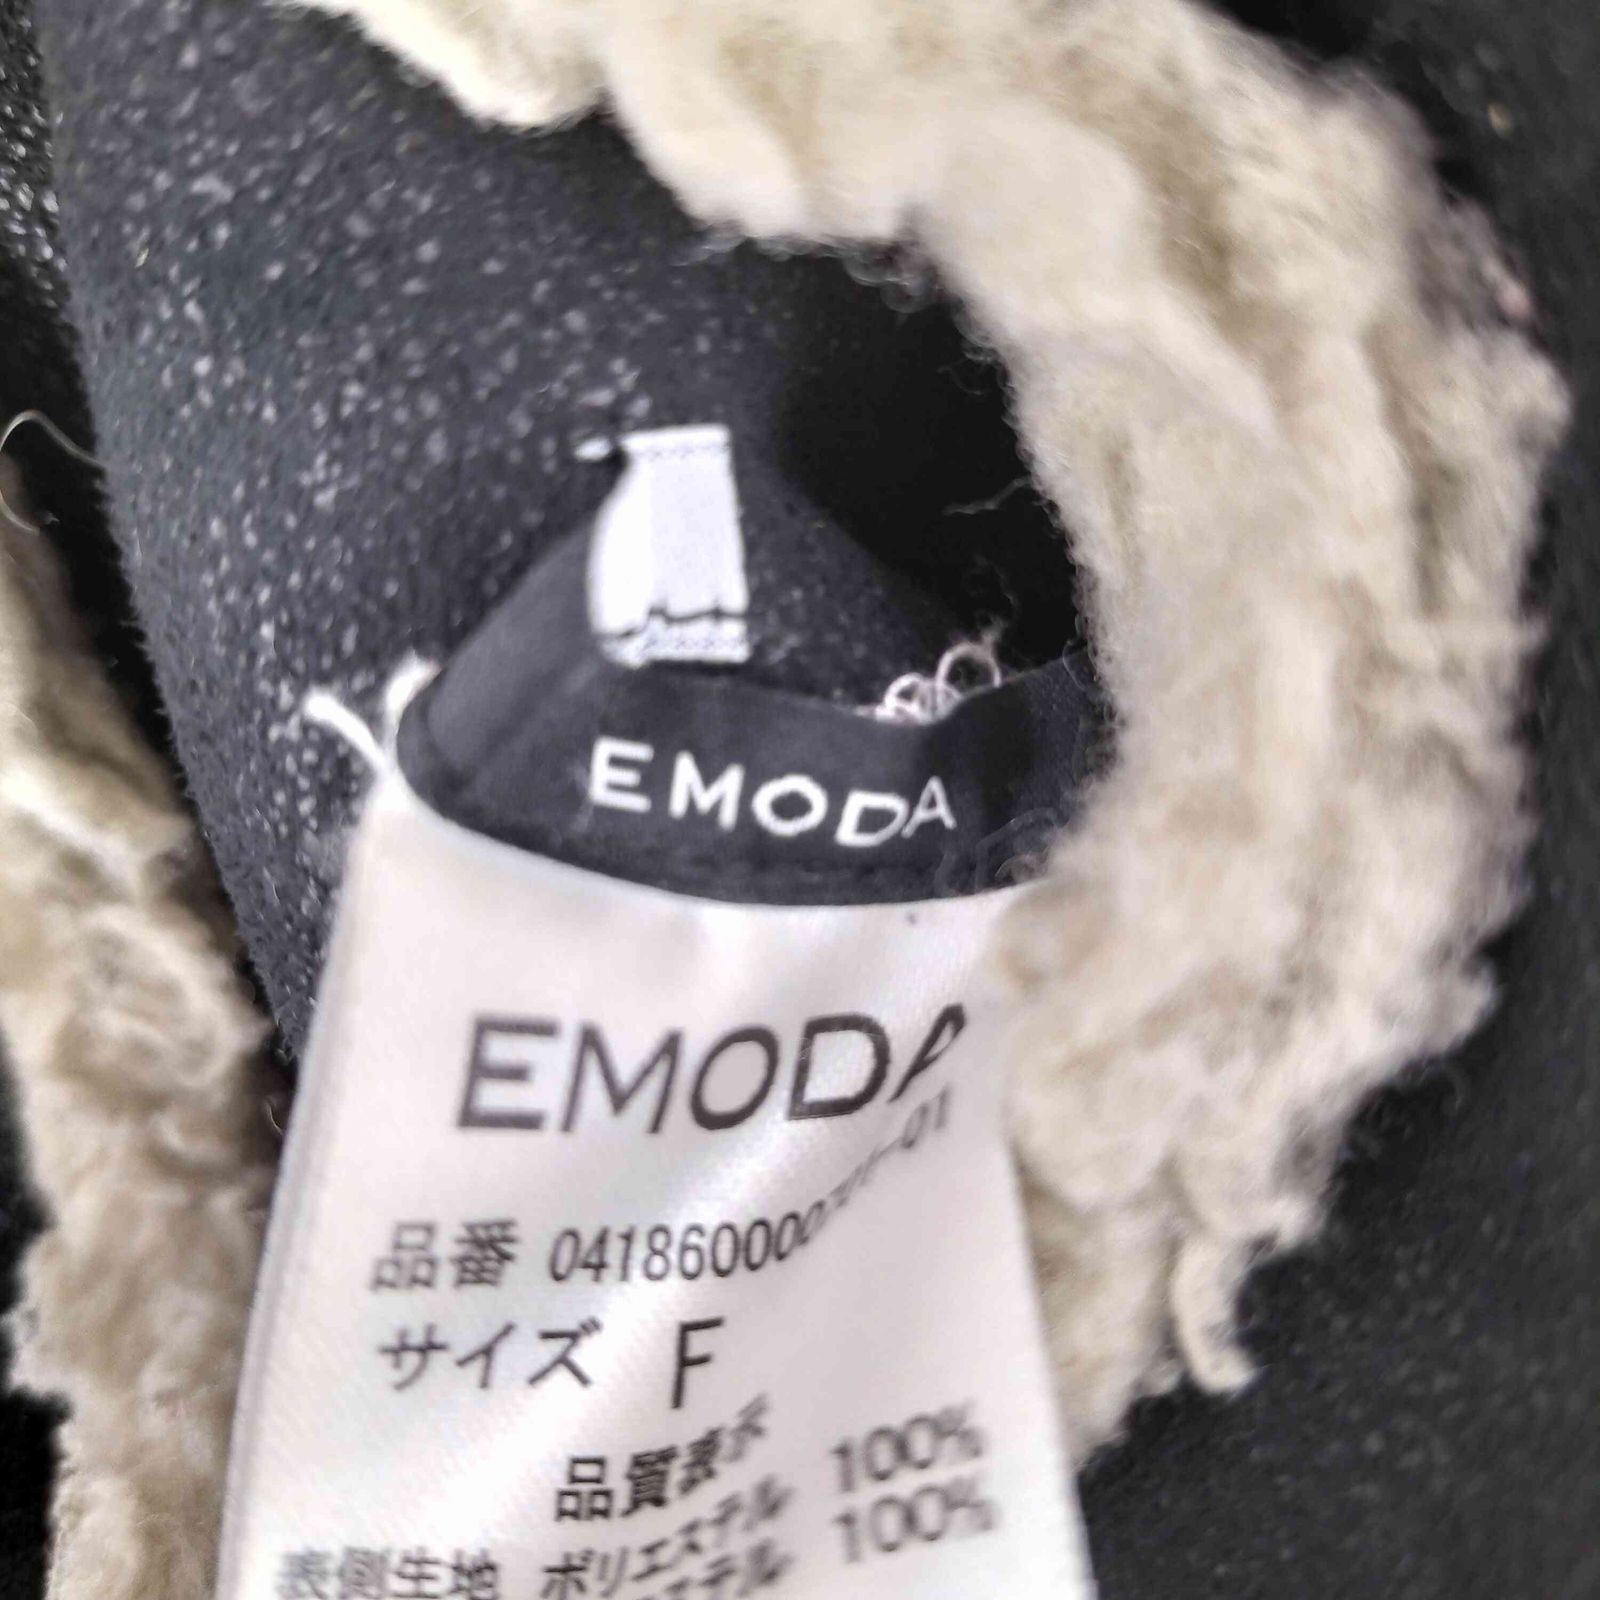 EMODA
EMODA
品番 041860000
サイズ F
品質表示
表側生地 ポリエステル 100%
100%